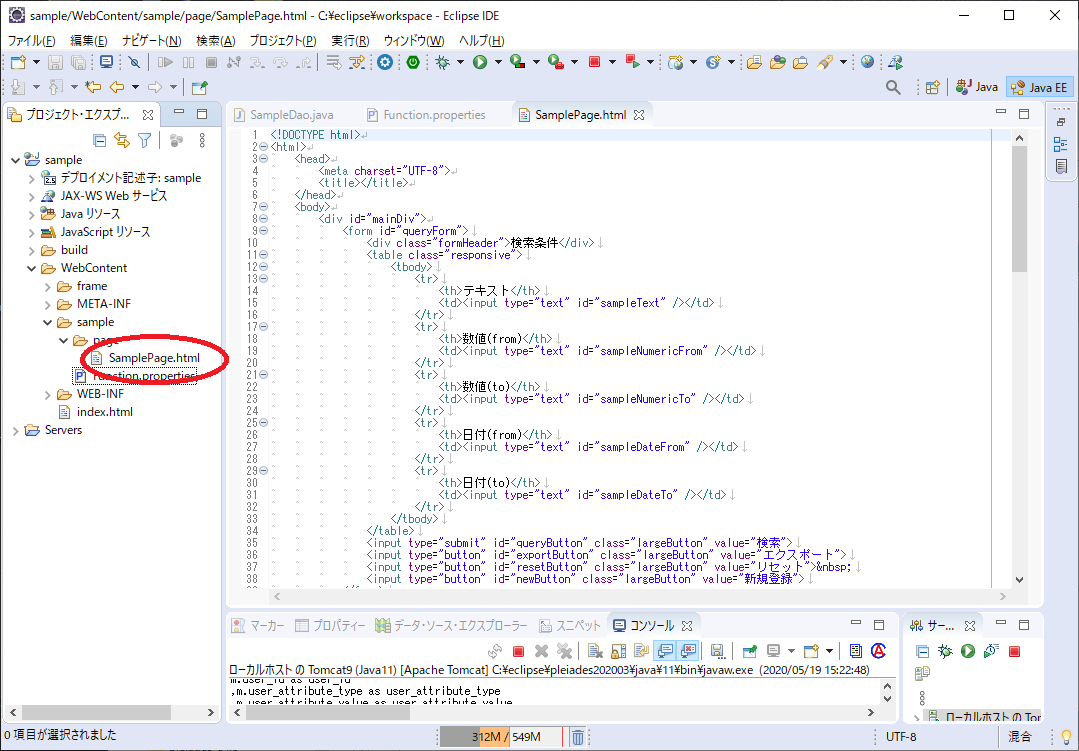 sample/WebContent/sample/page/SamplePage.html - C:¥eclipse¥workspace - Eclipse IDE
ファイル(F) 編集(E) ナビゲート(N) 検索(A) プロジェクト(P) 実行(R) ウィンドウ(W) ヘルプ(H)
Java Java EE
プロジェクト・エクスプ...
sample
デプロイメント記述子: sample
JAX-WS Web サービス
Java リソース
JavaScript リソース
build
WebContent
frame
META-INF
sample
page
SamplePage.html
Function.properties
WEB-INF
index.html
Servers
SampleDao.java Function.properties SamplePage.html
1 <!DOCTYPE html>
2 <html>
3 <head>
4 <meta charset="UTF-8">
5 <title></title>
6 </head>
7 <body>
8 <div id="mainDiv">
9 <form id="queryForm">
10 <div class="formHeader">検索条件</div>
11 <table class="responsive">
12 <tbody>
13 <tr>
14 <th>テキスト</th>
15 <td><input type="text" id="sampleText" /></td>
16 </tr>
17 <tr>
18 <th>数値(from)</th>
19 <td><input type="text" id="sampleNumericFrom" /></td>
20 </tr>
21 <tr>
22 <th>数値(to)</th>
23 <td><input type="text" id="sampleNumericTo" /></td>
24 </tr>
25 <tr>
26 <th>日付(from)</th>
27 <td><input type="text" id="sampleDateFrom" /></td>
28 </tr>
29 <tr>
30 <th>日付(to)</th>
31 <td><input type="text" id="sampleDateTo" /></td>
32 </tr>
33 </tbody>
34 </table>
35 <input type="submit" id="queryButton" class="largeButton" value="検索">
36 <input type="button" id="exportButton" class="largeButton" value="エクスポート">
37 <input type="button" id="resetButton" class="largeButton" value="リセット">&nbsp;
38 <input type="button" id="newButton" class="largeButton" value="新規登録">
マーカー プロパティー データ・ソース・エクスプローラー スニペット コンソール
ローカルホスト の Tomcat9 (Java11) [Apache Tomcat] C:¥eclipse¥pleiades202003¥java¥11¥bin¥javaw.exe (2020/05/19 15:22:48)
m.user_id as user_id
,m.user_attribute_type as user_attribute_type
,m.user_attribute_value as user_attribute_value
サー...
ローカルホスト の Tor
0 項目が選択されました 312M / 549M UTF-8 混合